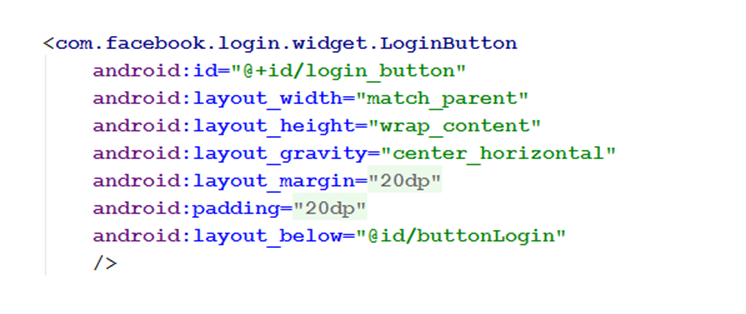 <com.facebook.login.widget.LoginButton
android:id="@+id/login_button"
android:layout_width="match_parent"
android:layout_height="wrap_content"
android:layout_gravity="center_horizontal"
android:layout_margin="20dp"
android:padding="20dp"
android:layout_below="@id/buttonLogin"
/>